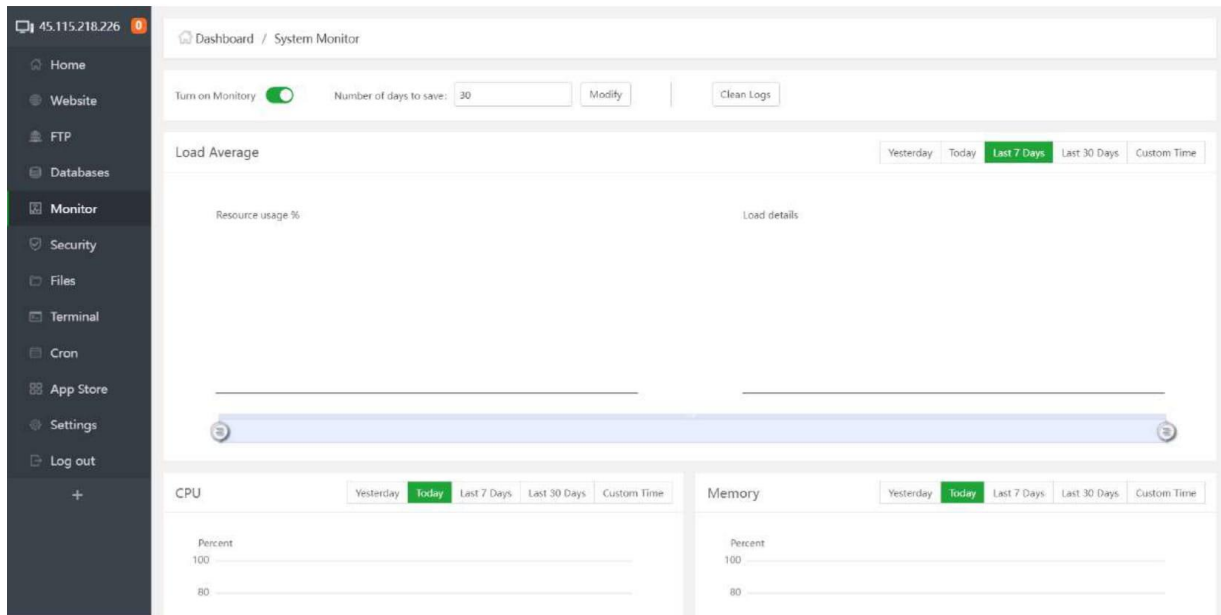 45.115.218.226 0
Home
Website
FTP
Databases
Monitor
Security
Files
Terminal
Cron
App Store
Settings
Log out
+
Dashboard / System Monitor
Turn on Monitory Number of days to save: 30 Modify Clean Logs
Load Average Yesterday Today Last 7 Days Last 30 Days Custom Time
Resource usage % Load details
CPU Yesterday Today Last 7 Days Last 30 Days Custom Time
Percent
100
80
Memory Yesterday Today Last 7 Days Last 30 Days Custom Time
Percent
100
80